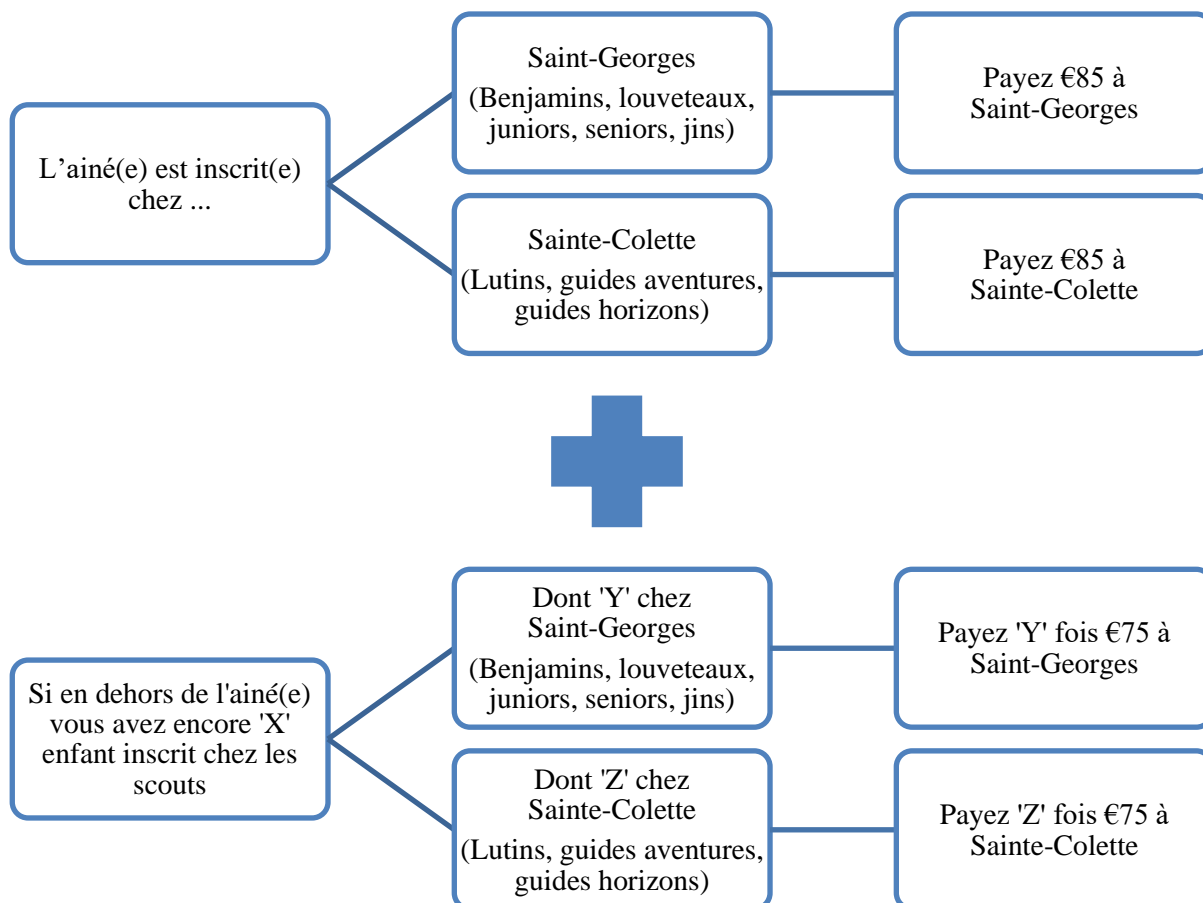 L'ainé(e) est inscrit(e)
chez ...
Saint-Georges
(Benjamins, louveteaux,
juniors, seniors, jins)
Payez €85 à
Saint-Georges
Sainte-Colette
(Lutins, guides aventures,
guides horizons)
Payez €85 à
Sainte-Colette
Si en dehors de l'ainé(e)
vous avez encore 'X'
enfant inscrit chez les
scouts
Dont 'Y' chez
Saint-Georges
(Benjamins, louveteaux,
juniors, seniors, jins)
Payez 'Y' fois €75 à
Saint-Georges
Dont 'Z' chez
Sainte-Colette
(Lutins, guides aventures,
guides horizons)
Payez 'Z' fois €75 à
Sainte-Colette